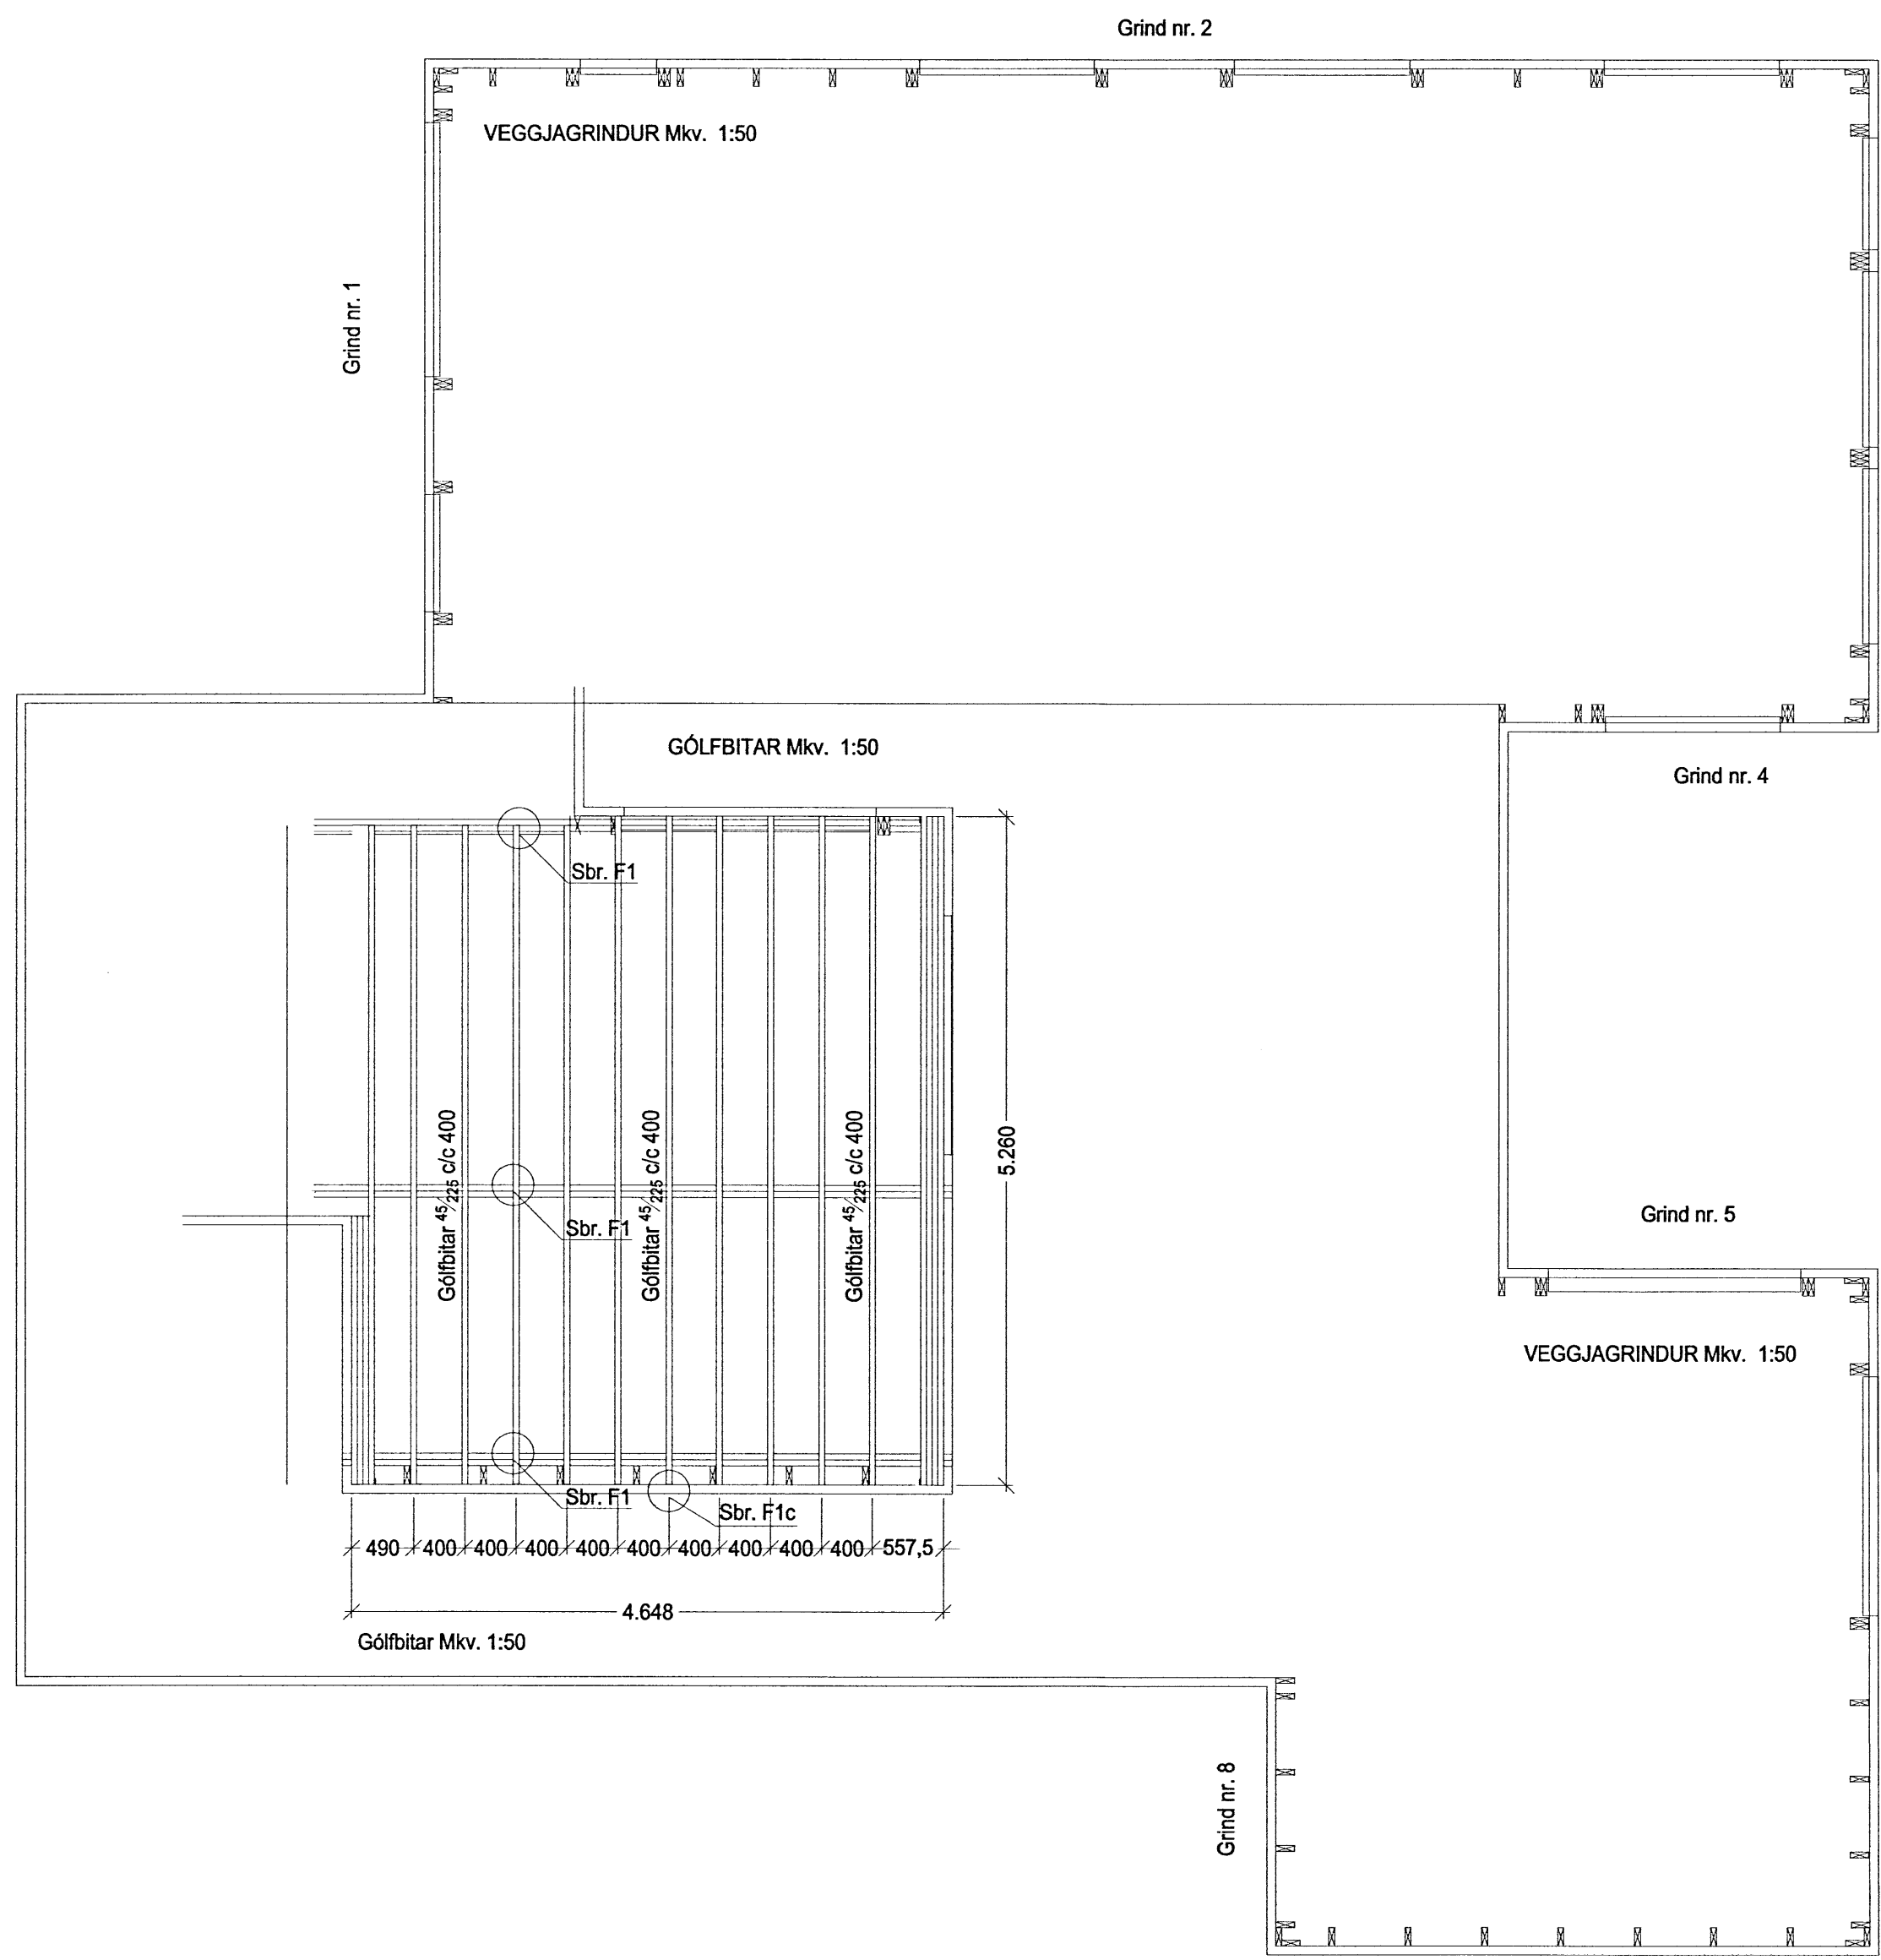 Grind nr. 2
VEGGJAGRINDUR Mkv. 1:50
Grind nr. 1
GÓLFBITAR Mkv. 1:50
Grind nr. 4
Sbr. F1
Gólfbitar 45/225 c/c 400
Gólfbitar 45/225 c/c 400
Gólfbitar 45/225 c/c 400
5.260
Sbr. F1
Grind nr. 5
VEGGJAGRINDUR Mkv. 1:50
Sbr. F1
Sbr. F1c
490 400 400 400 400 400 400 400 400 400 557,5
4.648
Gólfbitar Mkv. 1:50
Grind nr. 8